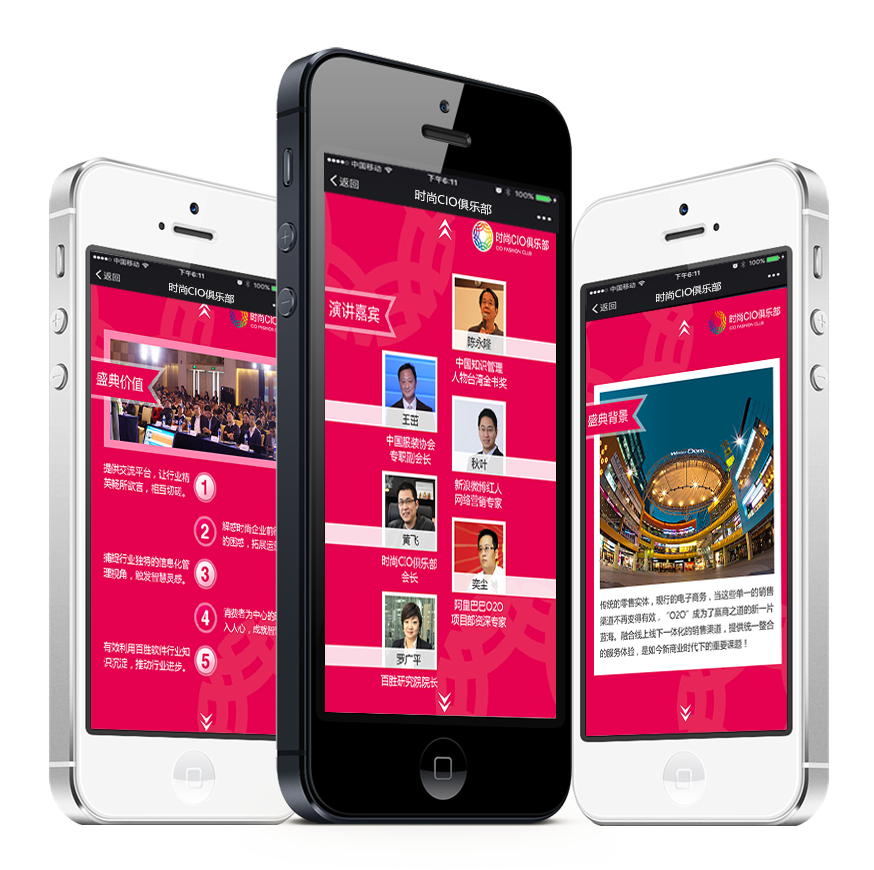 中国移动
下午6:11
100%
返回
时尚CIO俱乐部
时尚CIO俱乐部
CIO FASHION CLUB
盛典价值
提供交流平台，让行业精
英畅所欲言，相互切磋。
1
2
解惑时尚企业前行
的困惑，拓展运
捕捉行业独特的信息化管
理视角，触发智慧灵感。
3
4
消费者为中心的
入人心，成就智
有效利用百胜软件行业知
识沉淀，推动行业进步。
5
中国移动
下午6:11
100%
返回
时尚CIO俱乐部
时尚CIO俱乐部
CIO FASHION CLUB
演讲嘉宾
陈永隆
中国知识管理
人物台湾金书奖
王茁
中国服装协会
专职副会长
秋叶
新浪微博红人
网络营销专家
黄飞
时尚CIO俱乐部
会长
奕尘
阿里巴巴O2O
项目部资深专家
罗广平
百胜研究院院长
中国移动
下午6:11
100%
返回
时尚CIO俱乐部
时尚CIO俱乐部
CIO FASHION CLUB
盛典背景
传统的零售实体，现行的电子商务，当这些单一的销售
渠道不再变得有效，“O2O”成为了赢商之道的新一片
蓝海。融合线上线下一体化的销售渠道，提供统一整合
的服务体验，是如今新商业时代下的重要课题！